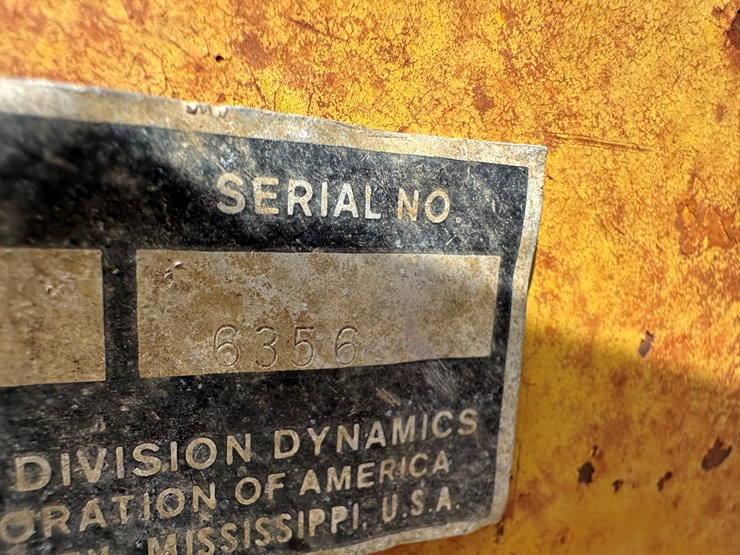 SERIAL NO.
6356
DIVISION DYNAMICS
ORATION OF AMERICA
MISSISSIPPI, U.S.A.